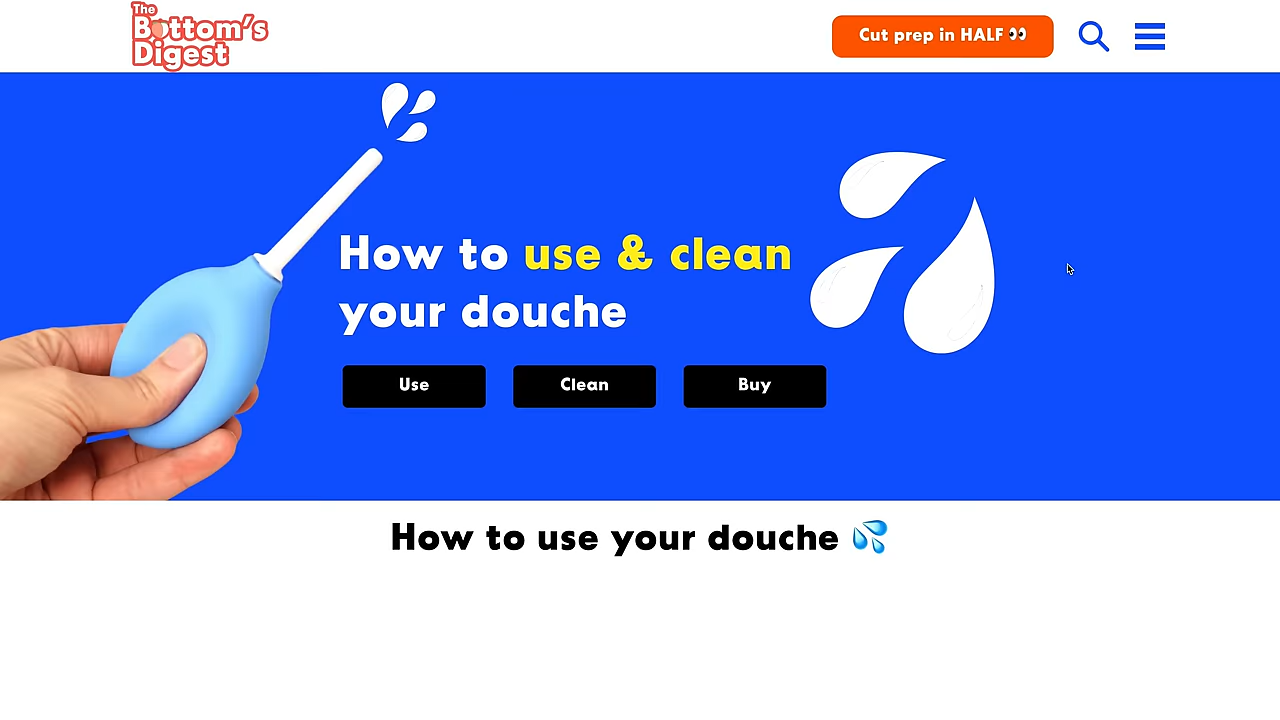 The
Bottom's
Digest
Cut prep in HALF 👀
How to use & clean
your douche
Use
Clean
Buy
How to use your douche 💦